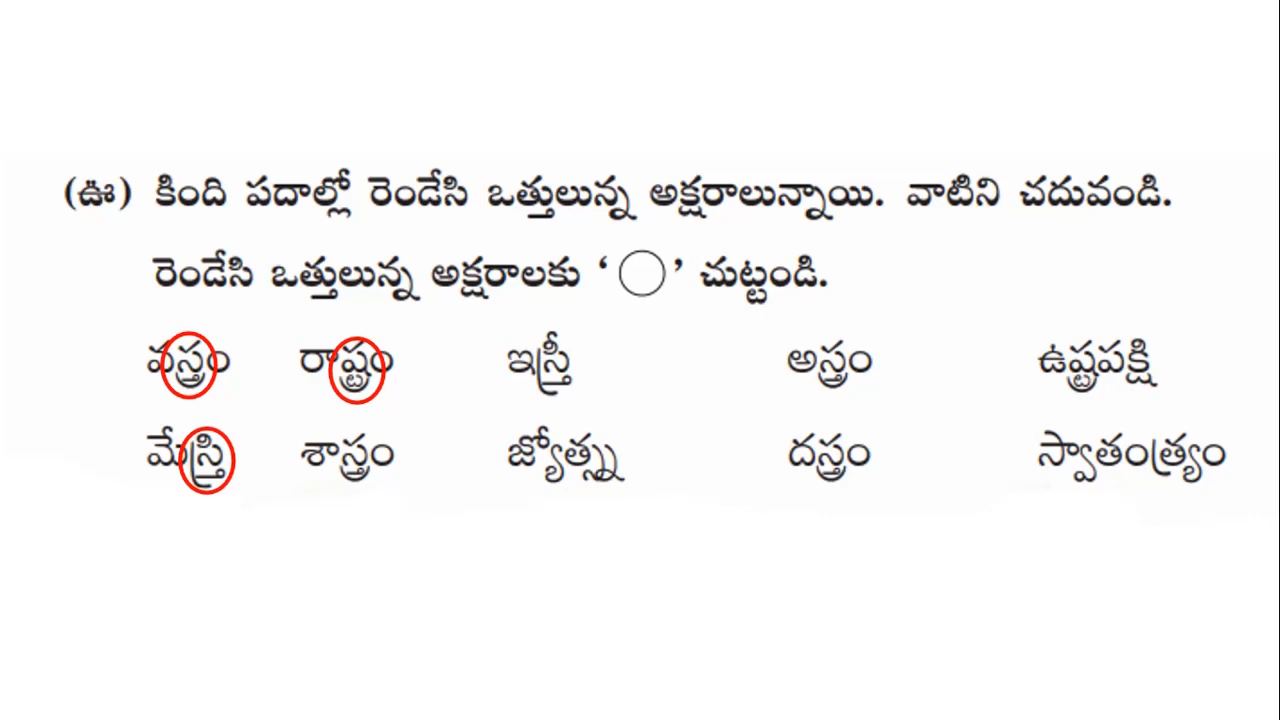 (ఊ) కింది పదాల్లో రెండేసి ఒత్తులున్న అక్షరాలున్నాయి. వాటిని చదువండి.
రెండేసి ఒత్తులున్న అక్షరాలకు ‘◯’ చుట్టండి.
వస్త్రం రాష్ట్రం ఇస్త్రీ అస్త్రం ఉష్ట్రపక్షి
మేస్త్రి శాస్త్రం జ్యోత్స్న దస్త్రం స్వాతంత్ర్యం